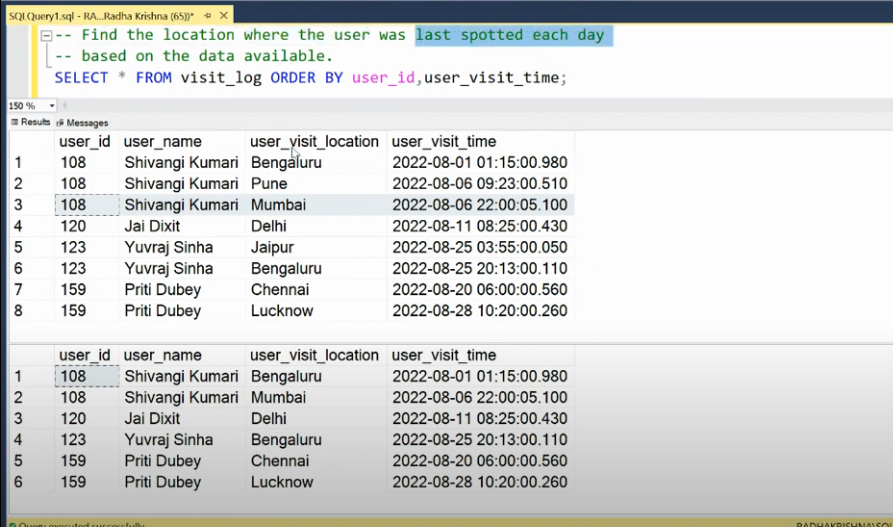 SQLQuery1.sql - RA...Radha Krishna (65))*
-- Find the location where the user was last spotted each day
-- based on the data available.
SELECT * FROM visit_log ORDER BY user_id,user_visit_time;
150 %
Results Messages
user_id user_name user_visit_location user_visit_time
1 108 Shivangi Kumari Bengaluru 2022-08-01 01:15:00.980
2 108 Shivangi Kumari Pune 2022-08-06 09:23:00.510
3 108 Shivangi Kumari Mumbai 2022-08-06 22:00:05.100
4 120 Jai Dixit Delhi 2022-08-11 08:25:00.430
5 123 Yuvraj Sinha Jaipur 2022-08-25 03:55:00.050
6 123 Yuvraj Sinha Bengaluru 2022-08-25 20:13:00.110
7 159 Priti Dubey Chennai 2022-08-20 06:00:00.560
8 159 Priti Dubey Lucknow 2022-08-28 10:20:00.260
user_id user_name user_visit_location user_visit_time
1 108 Shivangi Kumari Bengaluru 2022-08-01 01:15:00.980
2 108 Shivangi Kumari Mumbai 2022-08-06 22:00:05.100
3 120 Jai Dixit Delhi 2022-08-11 08:25:00.430
4 123 Yuvraj Sinha Bengaluru 2022-08-25 20:13:00.110
5 159 Priti Dubey Chennai 2022-08-20 06:00:00.560
6 159 Priti Dubey Lucknow 2022-08-28 10:20:00.260
Query executed successfully